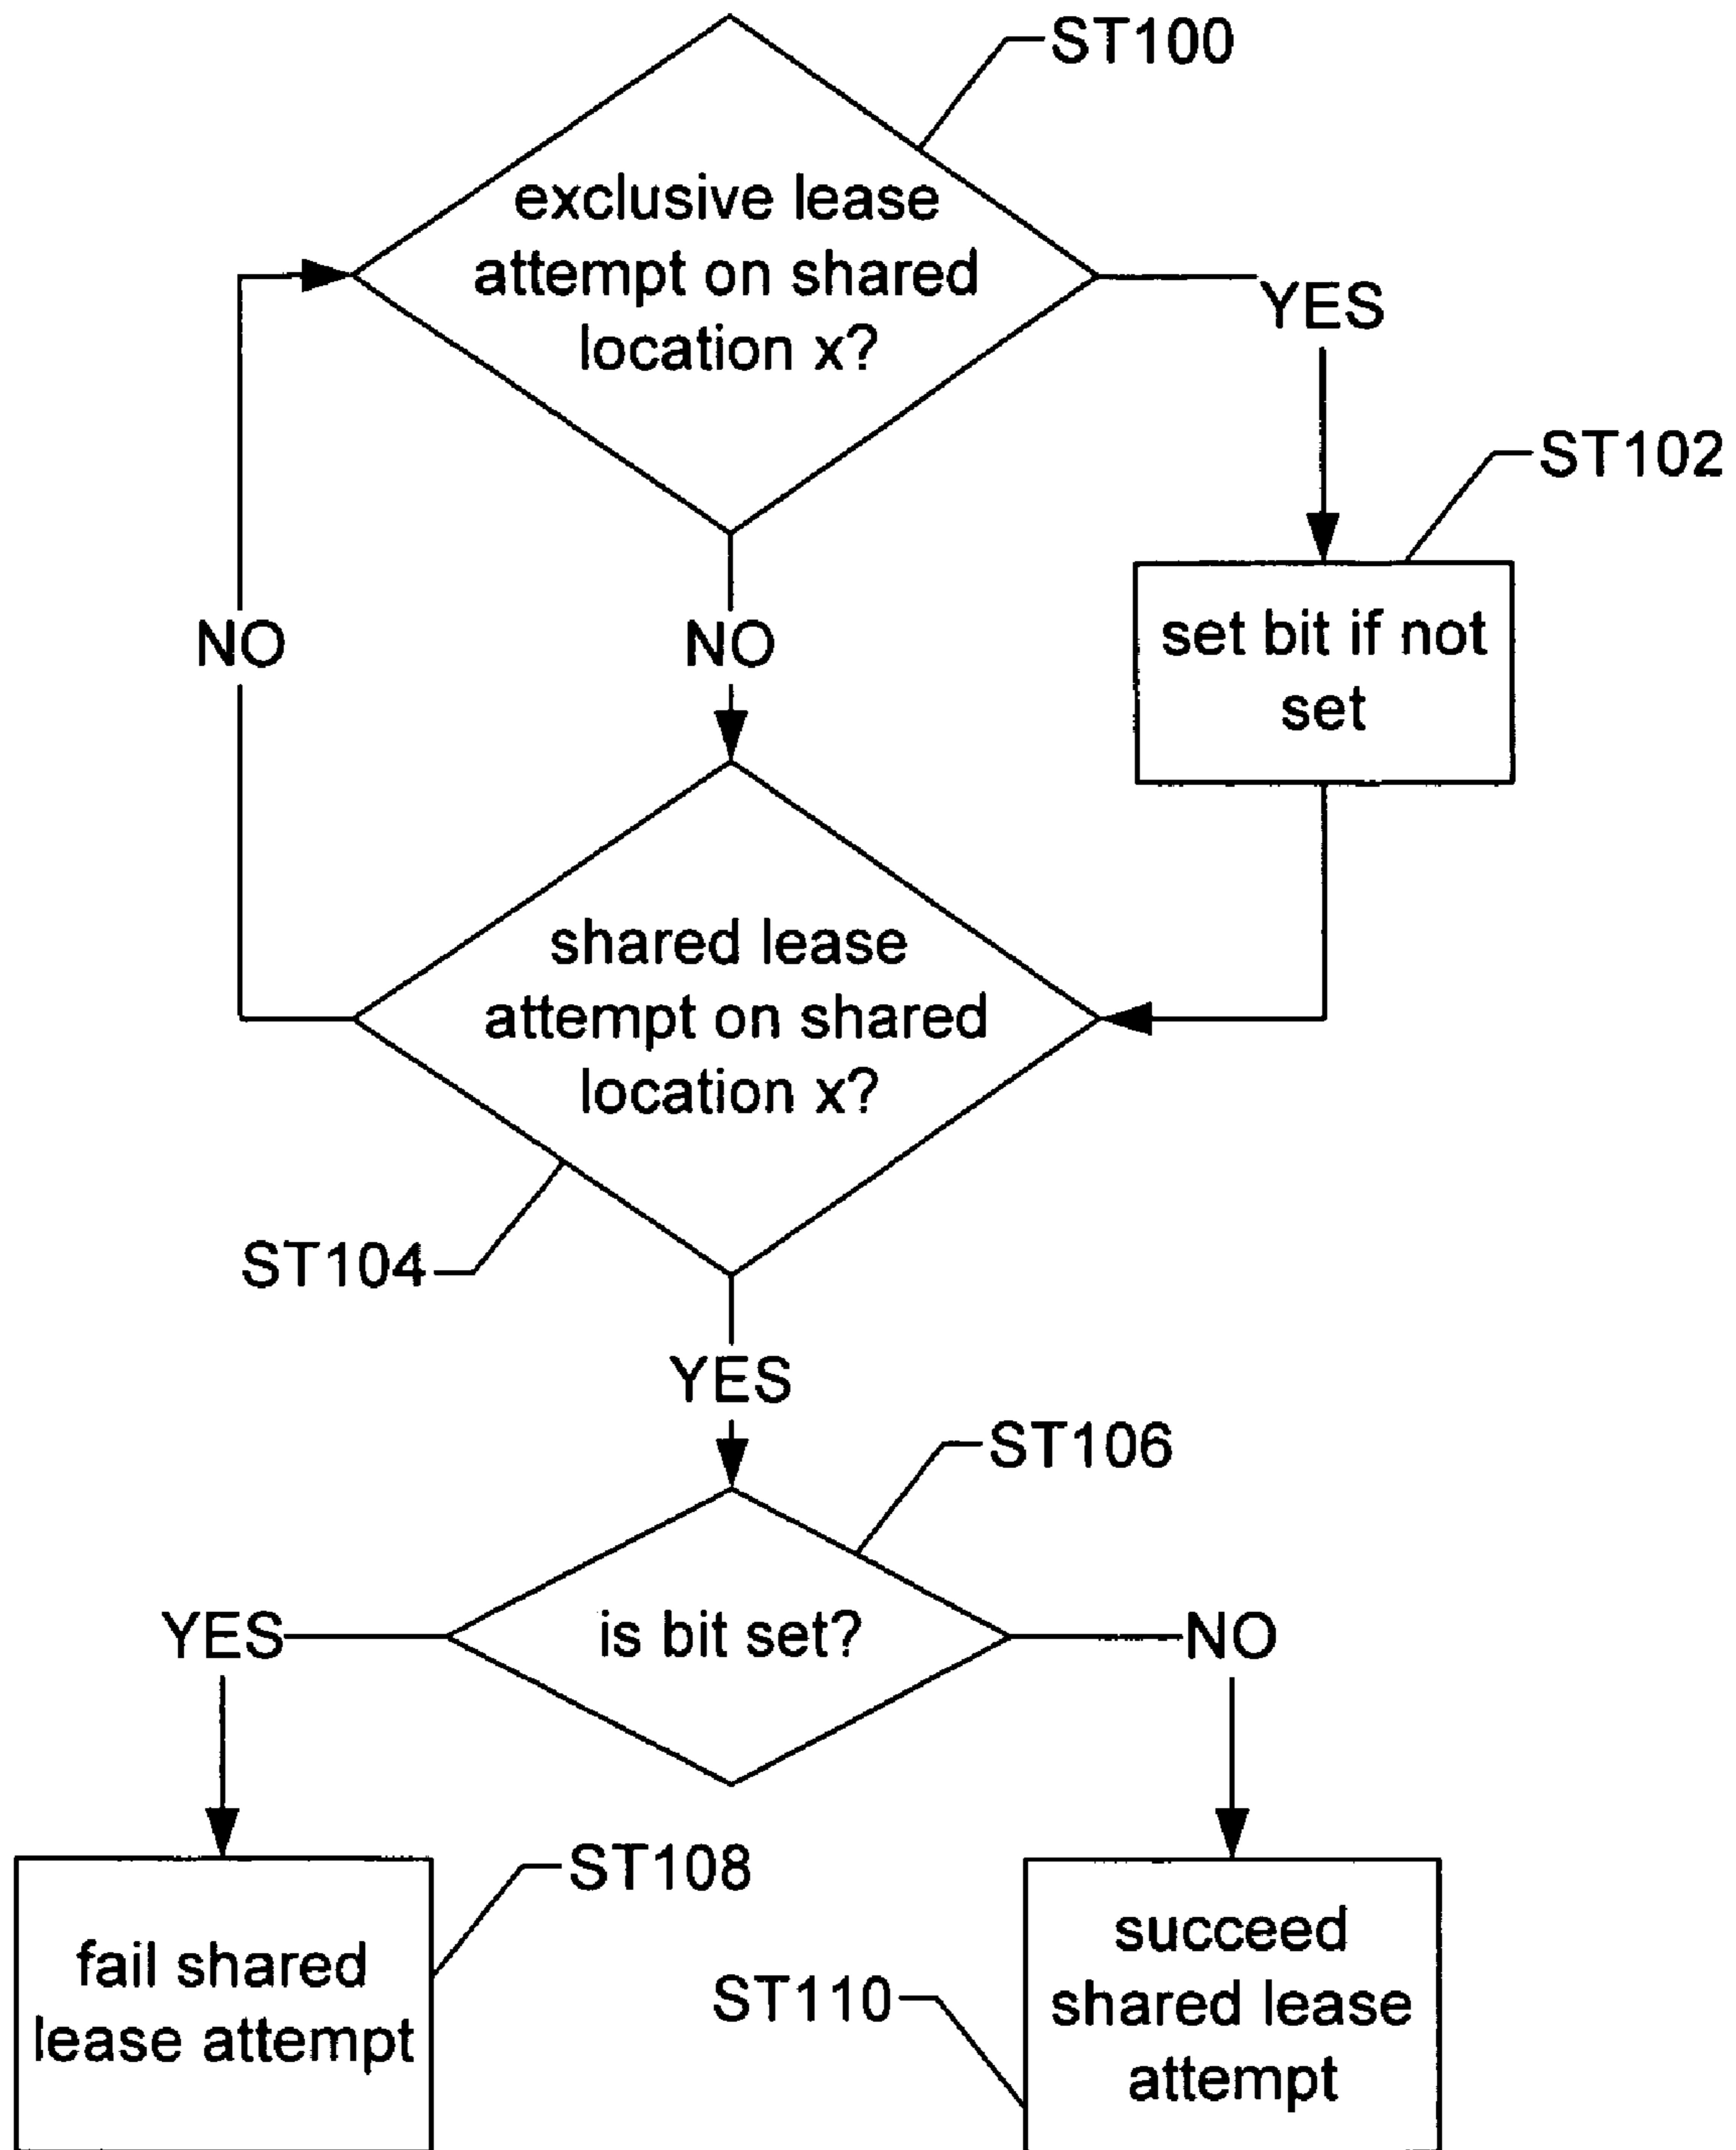 ST100
exclusive lease
attempt on shared
location x?
YES
ST102
set bit if not
set
NO
NO
shared lease
attempt on shared
location x?
ST104
YES
ST106
is bit set?
YES
NO
ST108
fail shared
lease attempt
ST110
succeed
shared lease
attempt